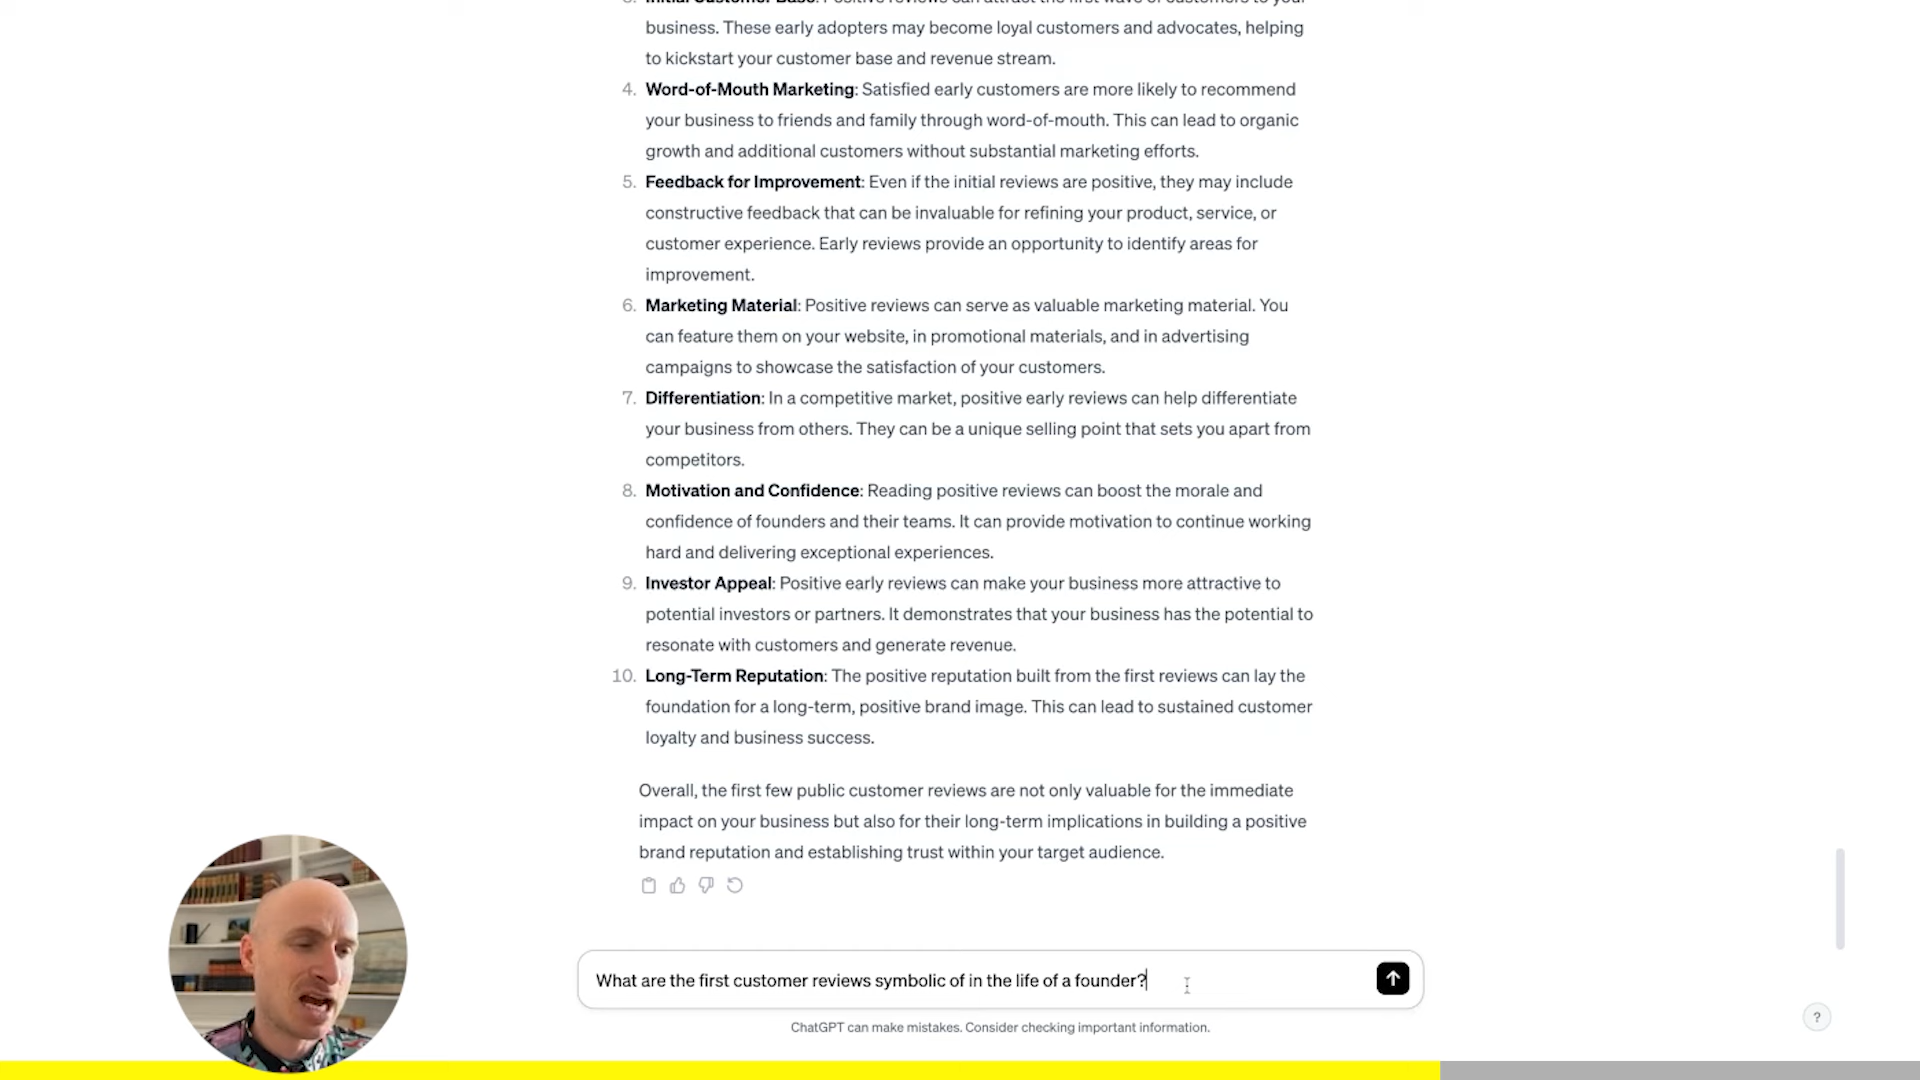 3. Initial Customer Base: Positive reviews can attract the first wave of customers to your
business. These early adopters may become loyal customers and advocates, helping
to kickstart your customer base and revenue stream.
4. Word-of-Mouth Marketing: Satisfied early customers are more likely to recommend
your business to friends and family through word-of-mouth. This can lead to organic
growth and additional customers without substantial marketing efforts.
5. Feedback for Improvement: Even if the initial reviews are positive, they may include
constructive feedback that can be invaluable for refining your product, service, or
customer experience. Early reviews provide an opportunity to identify areas for
improvement.
6. Marketing Material: Positive reviews can serve as valuable marketing material. You
can feature them on your website, in promotional materials, and in advertising
campaigns to showcase the satisfaction of your customers.
7. Differentiation: In a competitive market, positive early reviews can help differentiate
your business from others. They can be a unique selling point that sets you apart from
competitors.
8. Motivation and Confidence: Reading positive reviews can boost the morale and
confidence of founders and their teams. It can provide motivation to continue working
hard and delivering exceptional experiences.
9. Investor Appeal: Positive early reviews can make your business more attractive to
potential investors or partners. It demonstrates that your business has the potential to
resonate with customers and generate revenue.
10. Long-Term Reputation: The positive reputation built from the first reviews can lay the
foundation for a long-term, positive brand image. This can lead to sustained customer
loyalty and business success.
Overall, the first few public customer reviews are not only valuable for the immediate
impact on your business but also for their long-term implications in building a positive
brand reputation and establishing trust within your target audience.
What are the first customer reviews symbolic of in the life of a founder?
ChatGPT can make mistakes. Consider checking important information.
?